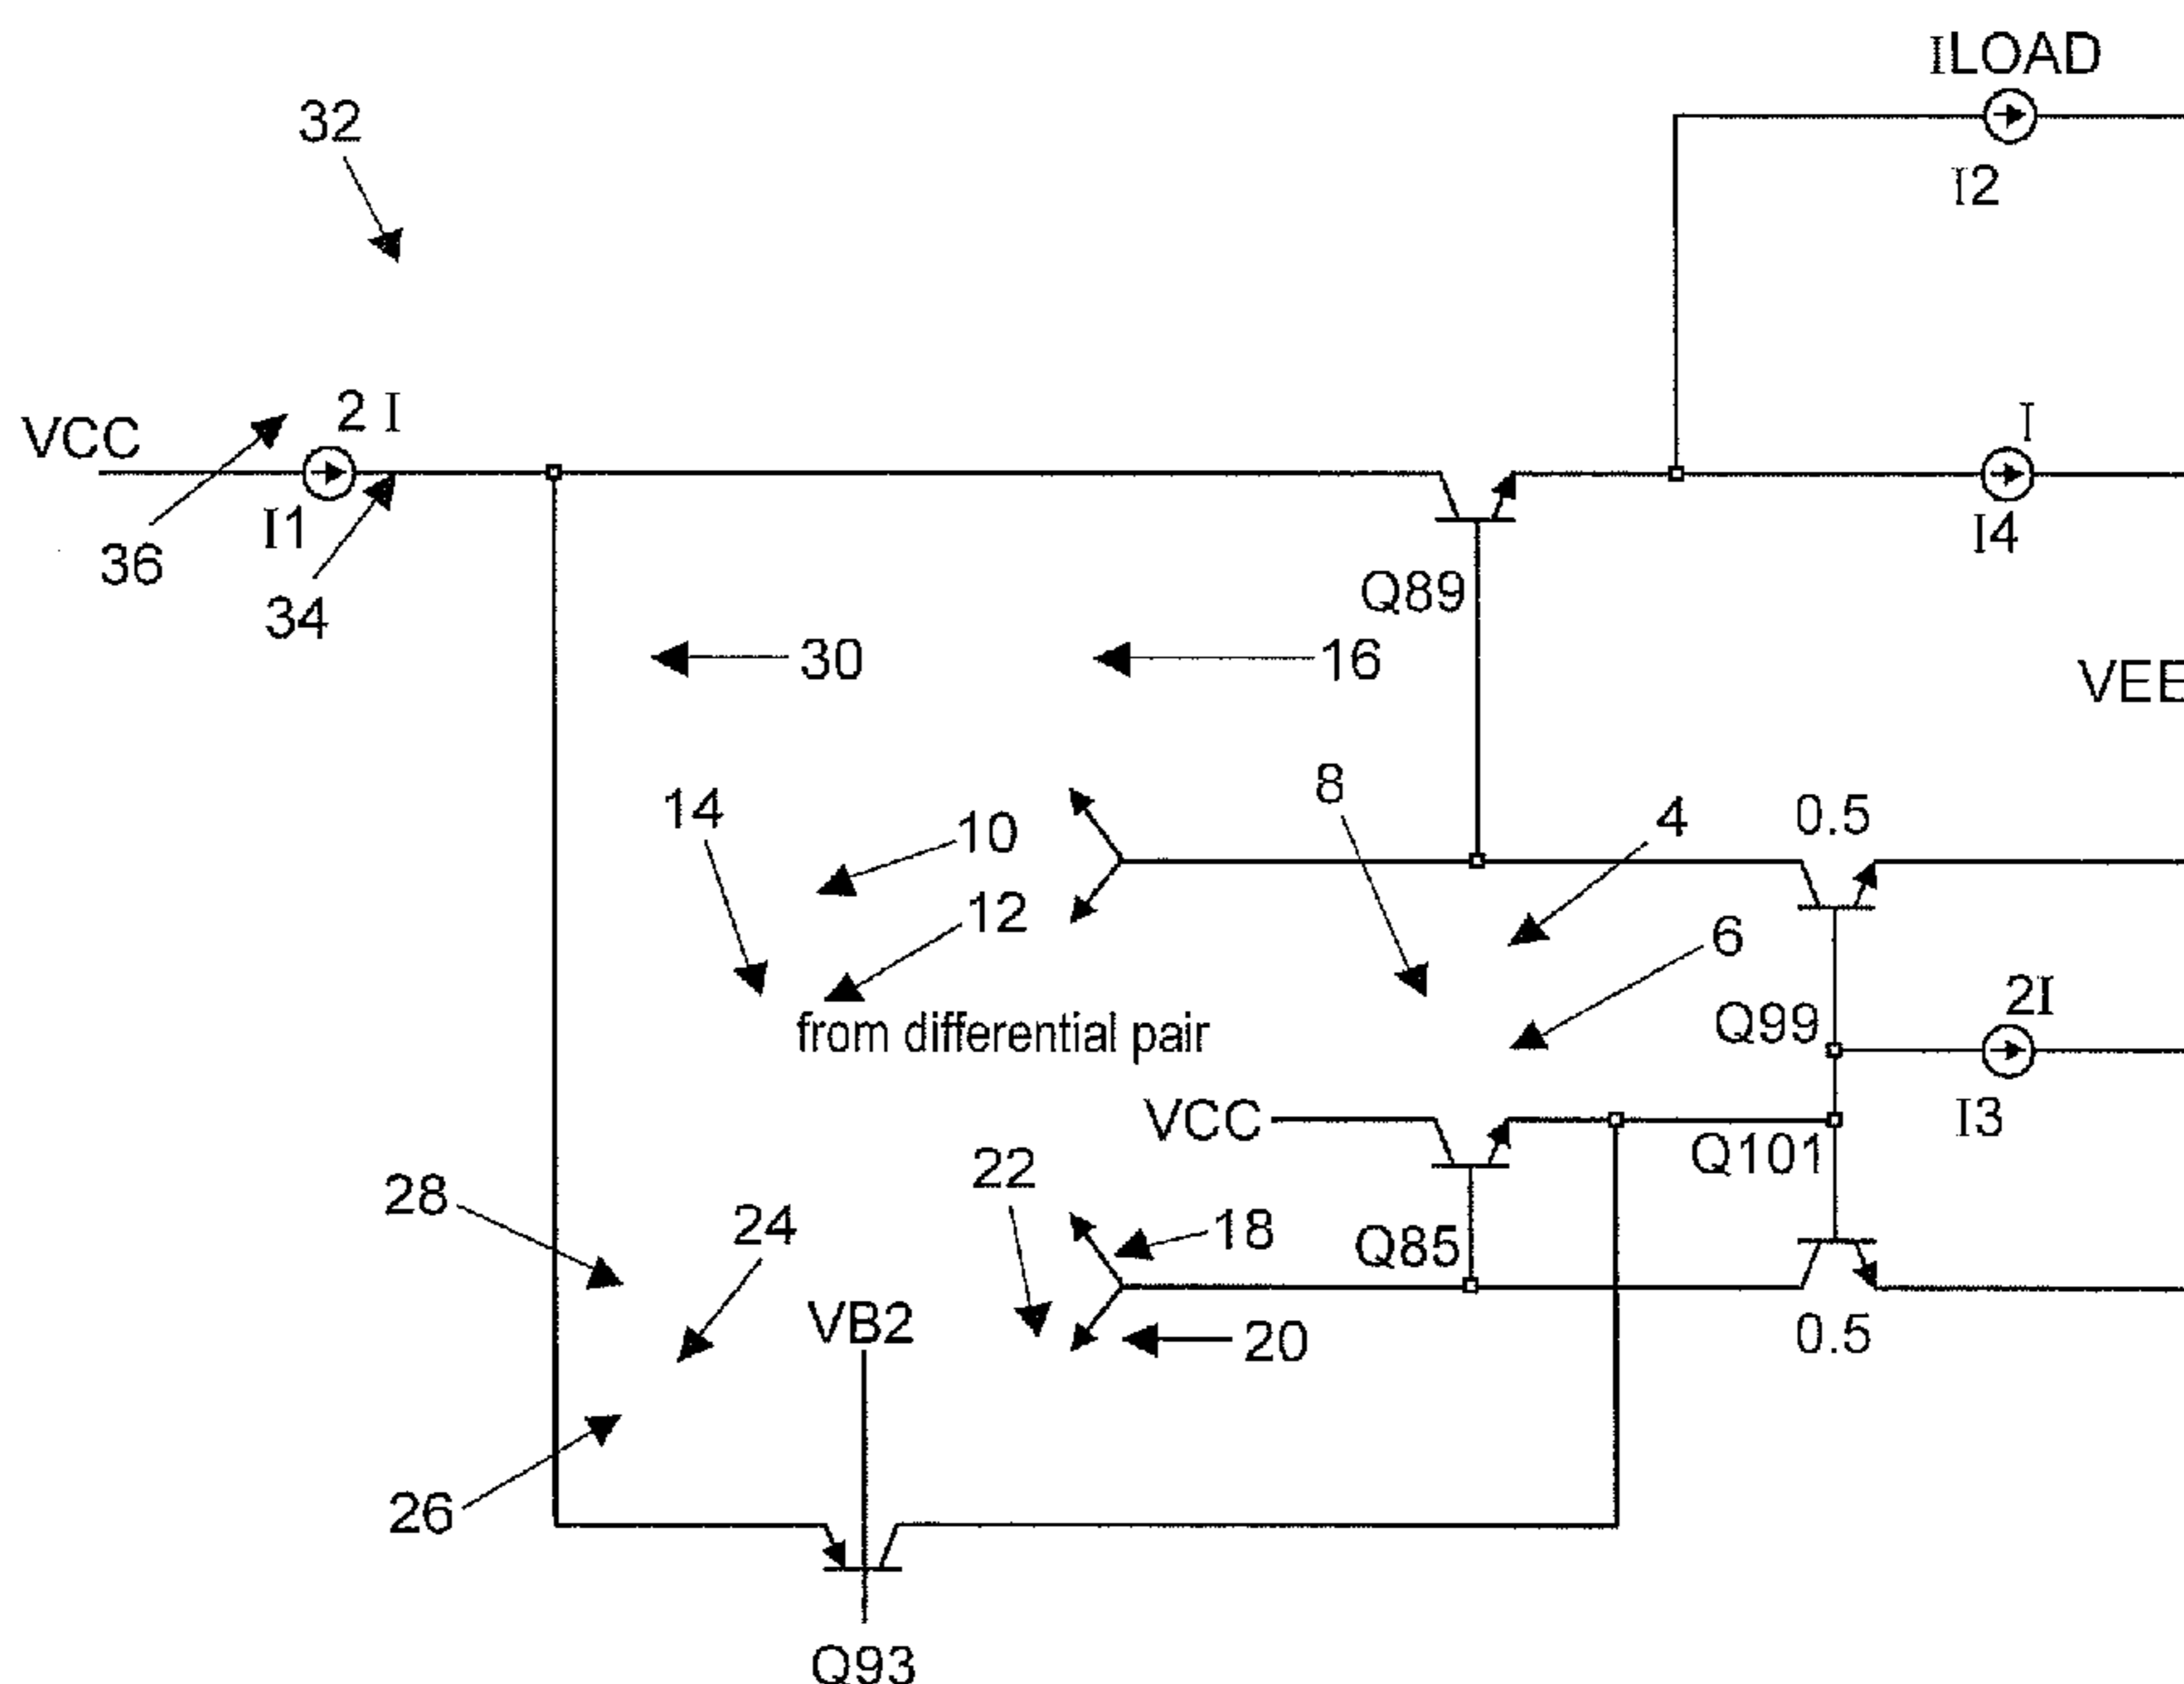 ILOAD
32
I2
2 I
I
VCC
36
I1
34
I4
Q89
30
16
VEE
8
14
10
4
0.5
12
6
2I
Q99
from differential pair
VCC
I3
22
Q101
28
24
18
Q85
VB2
20
0.5
26
Q93